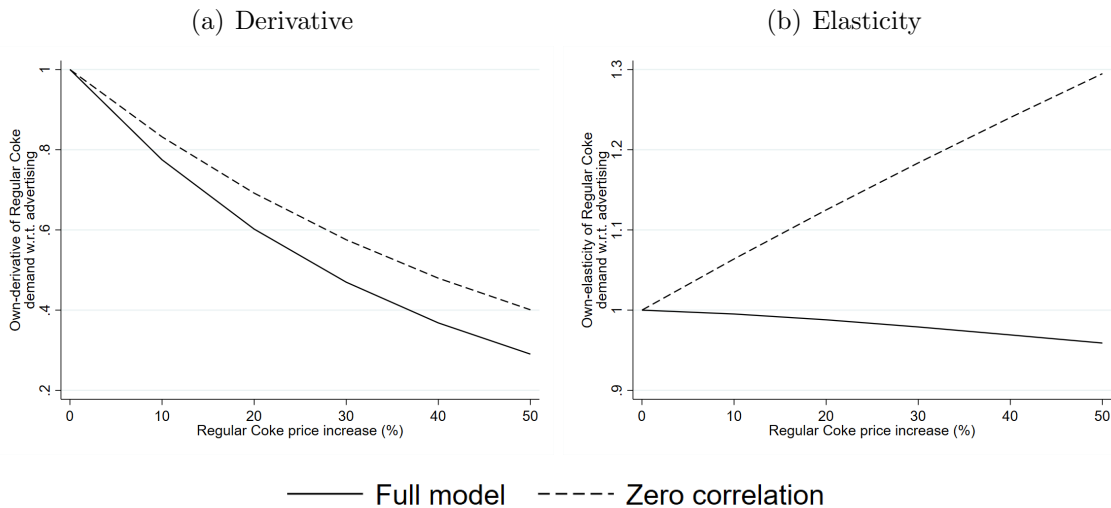 (a) Derivative
Own-derivative of Regular Coke
demand w.r.t. advertising
1
.8
.6
.4
.2
0 10 20 30 40 50
Regular Coke price increase (%)
(b) Elasticity
Own-elasticity of Regular Coke
demand w.r.t. advertising
1.3
1.2
1.1
1
.9
0 10 20 30 40 50
Regular Coke price increase (%)
Full model Zero correlation